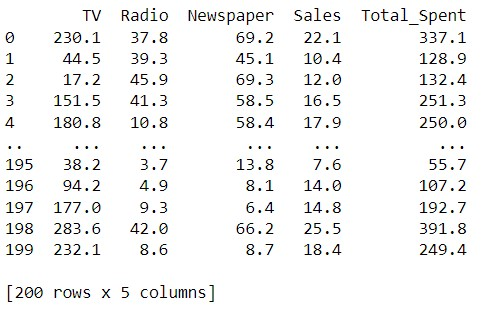 TV Radio Newspaper Sales Total_Spent
0 230.1 37.8 69.2 22.1 337.1
1 44.5 39.3 45.1 10.4 128.9
2 17.2 45.9 69.3 12.0 132.4
3 151.5 41.3 58.5 16.5 251.3
4 180.8 10.8 58.4 17.9 250.0
.. ... ... ... ... ...
195 38.2 3.7 13.8 7.6 55.7
196 94.2 4.9 8.1 14.0 107.2
197 177.0 9.3 6.4 14.8 192.7
198 283.6 42.0 66.2 25.5 391.8
199 232.1 8.6 8.7 18.4 249.4
[200 rows x 5 columns]